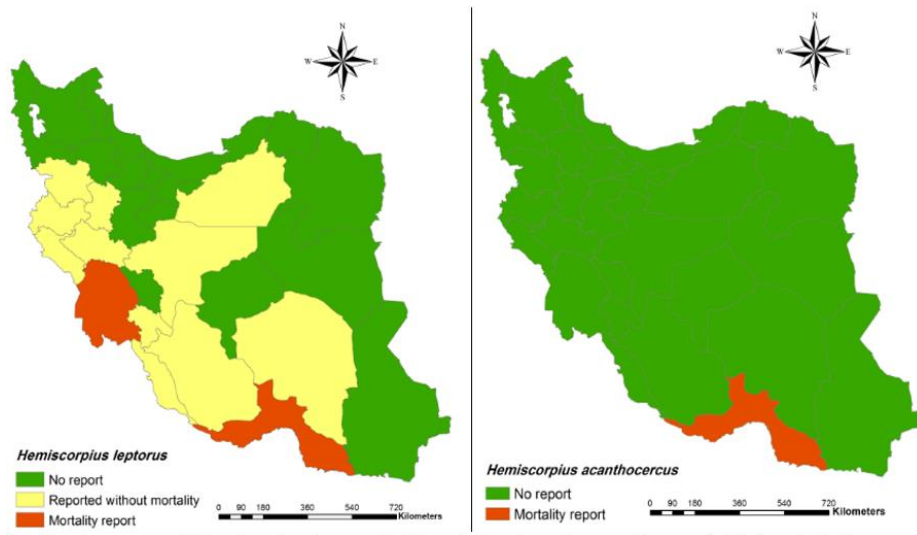 N
W
E
S
Hemiscorpius leptorus
No report
Reported without mortality
Mortality report
0 90 180 360 540 720
Kilometers
N
W
E
S
Hemiscorpius acanthocercus
No report
Mortality report
0 90 180 360 540 720
Kilometers